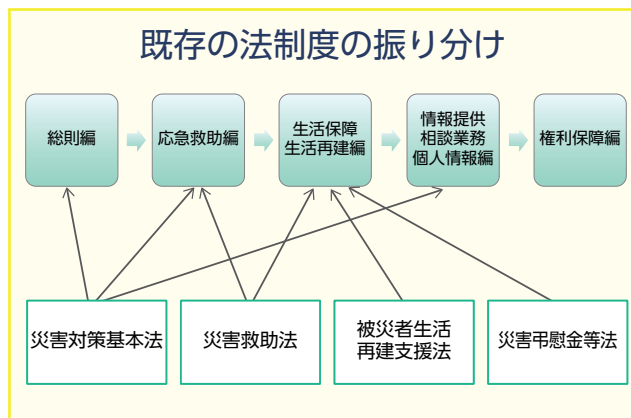 既存の法制度の振り分け
総則編
応急救助編
生活保障
生活再建編
情報提供
相談業務
個人情報編
権利保障編
災害対策基本法
災害救助法
被災者生活
再建支援法
災害弔慰金等法